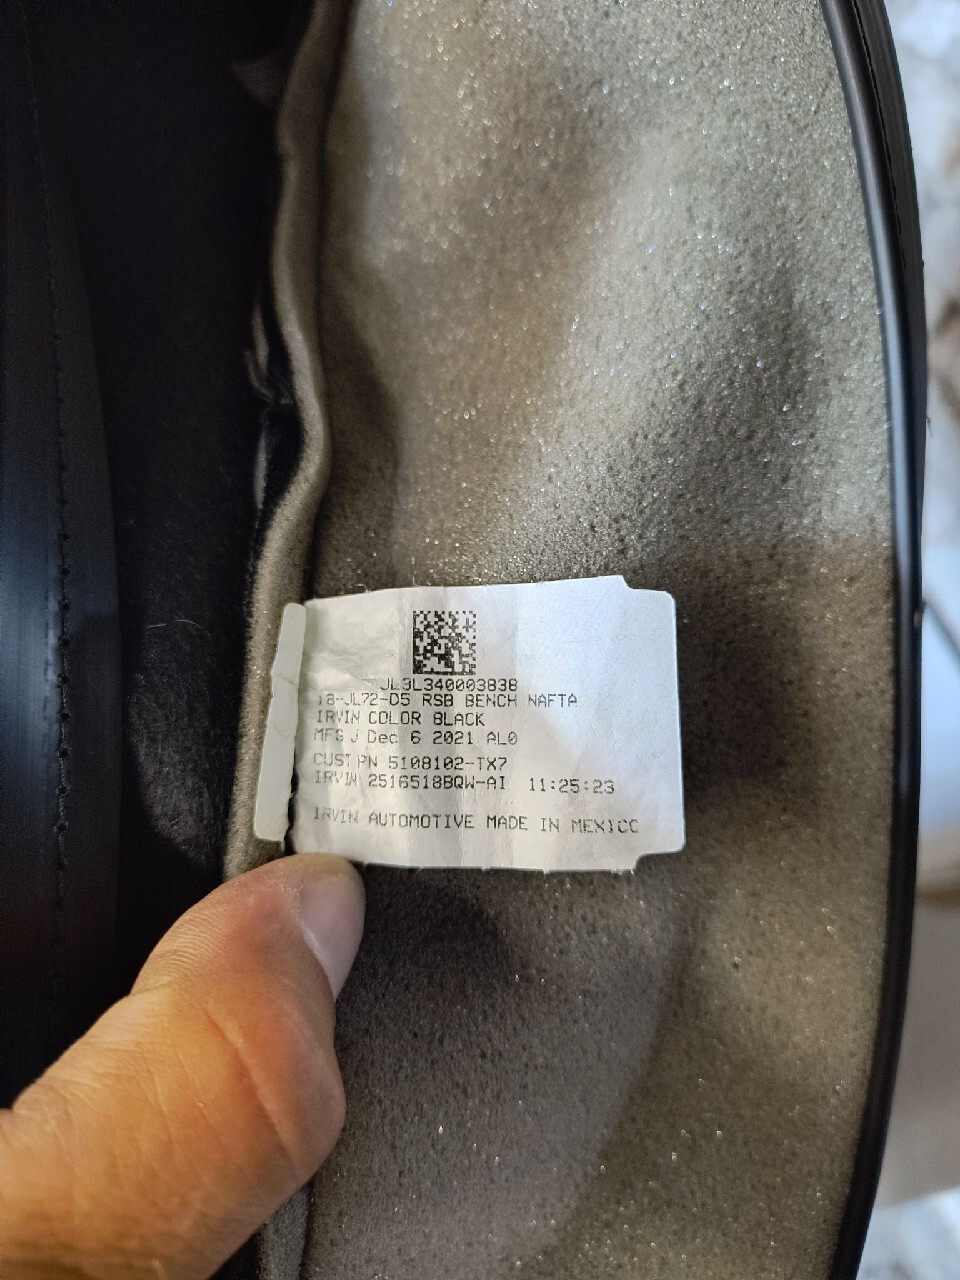 JL3L340003838
18-JL72-D5 RSB BENCH NAFTA
IRVIN COLOR BLACK
MFG J Dec 6 2021 AL0
CUST PN 5108102-TX7
IRVIN 2516518BQW-AI 11:25:23
IRVIN AUTOMOTIVE MADE IN MEXICO